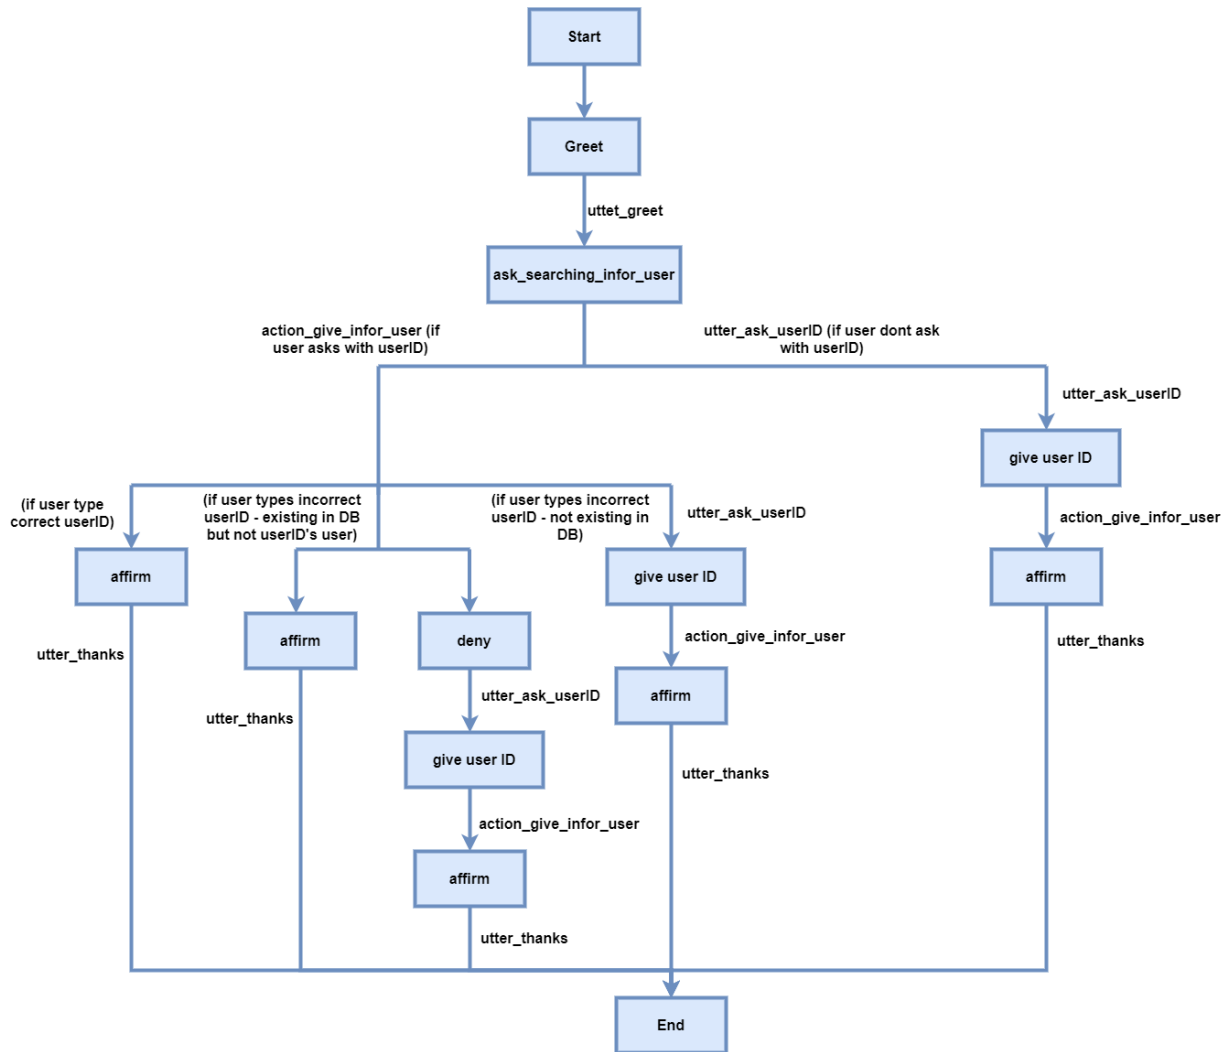 Start
Greet
uttet_greet
ask_searching_infor_user
action_give_infor_user (if
user asks with userID)
utter_ask_userID (if user dont ask
with userID)
utter_ask_userID
give user ID
action_give_infor_user
affirm
utter_thanks
(if user type
correct userID)
affirm
utter_thanks
(if user types incorrect
userID - existing in DB
but not userID's user)
affirm
utter_thanks
deny
utter_ask_userID
give user ID
action_give_infor_user
affirm
utter_thanks
(if user types incorrect
userID - not existing in
DB)
utter_ask_userID
give user ID
action_give_infor_user
affirm
utter_thanks
End